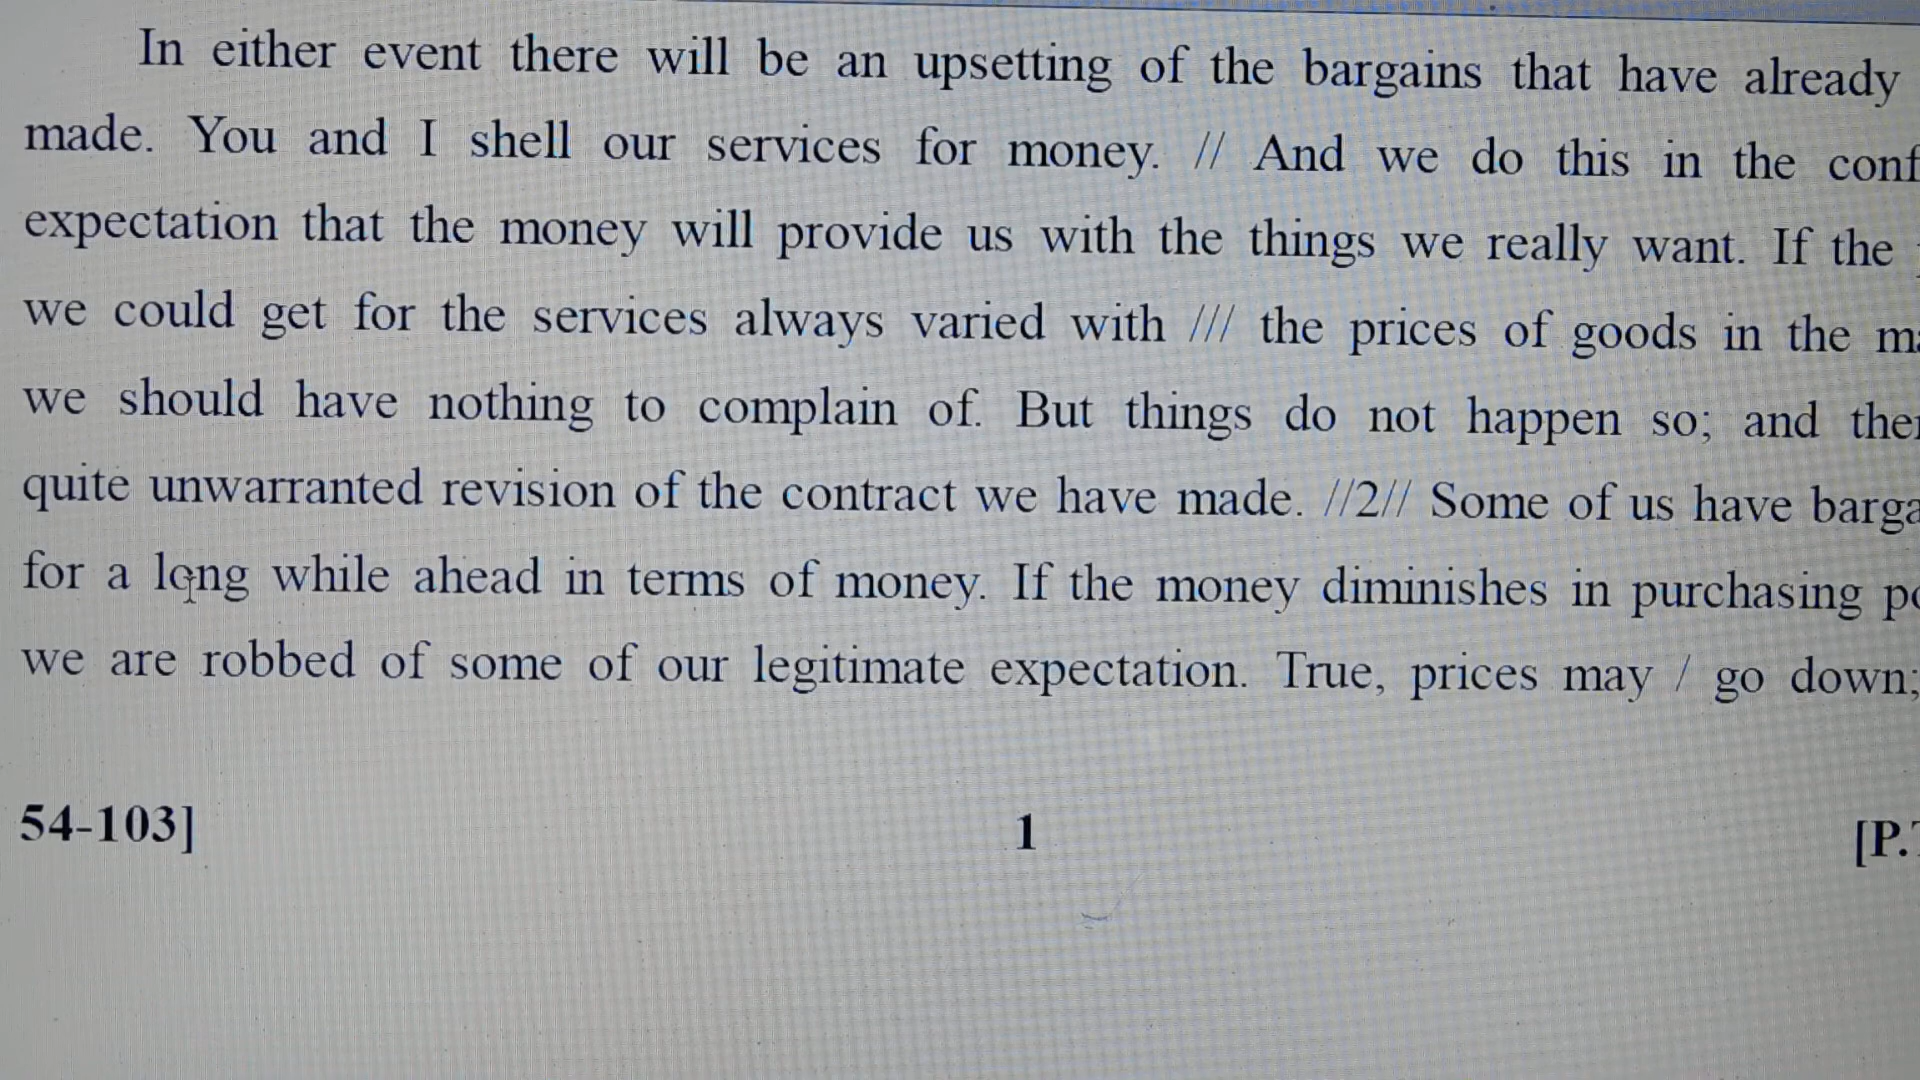 In either event there will be an upsetting of the bargains that have already
made. You and I shell our services for money. // And we do this in the
expectation that the money will provide us with the things we really want. If the
we could get for the services always varied with /// the prices of goods in the
we should have nothing to complain of. But things do not happen so; and
quite unwarranted revision of the contract we have made. //2// Some of us have
for a long while ahead in terms of money. If the money diminishes in purchasing
we are robbed of some of our legitimate expectation. True, prices may / go down;
54-103] 1 [P.